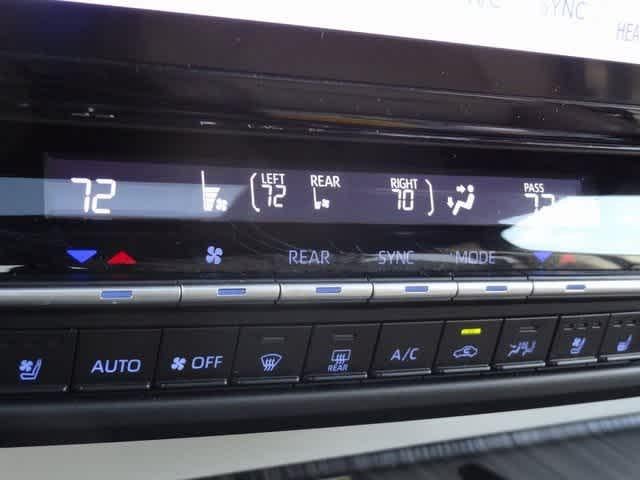 SYNC
72 LEFT 72 REAR RIGHT 70 PASS
REAR SYNC MODE
AUTO OFF REAR A/C